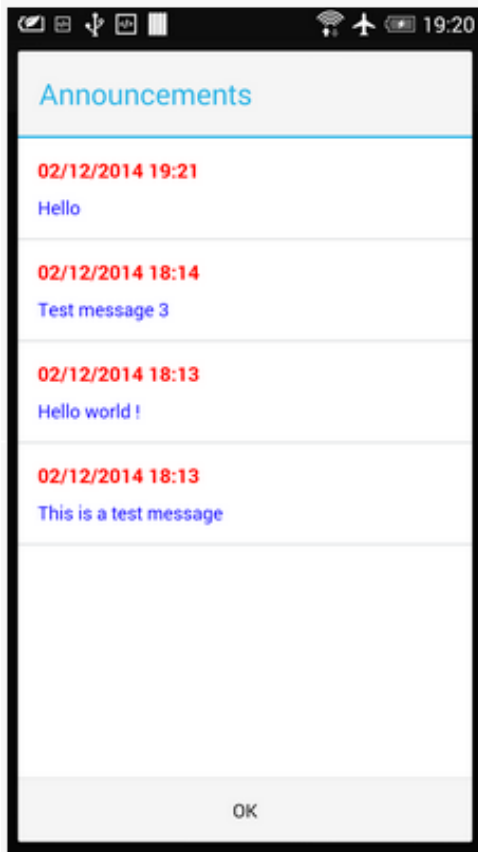 19:20
Announcements
02/12/2014 19:21
Hello
02/12/2014 18:14
Test message 3
02/12/2014 18:13
Hello world !
02/12/2014 18:13
This is a test message
OK